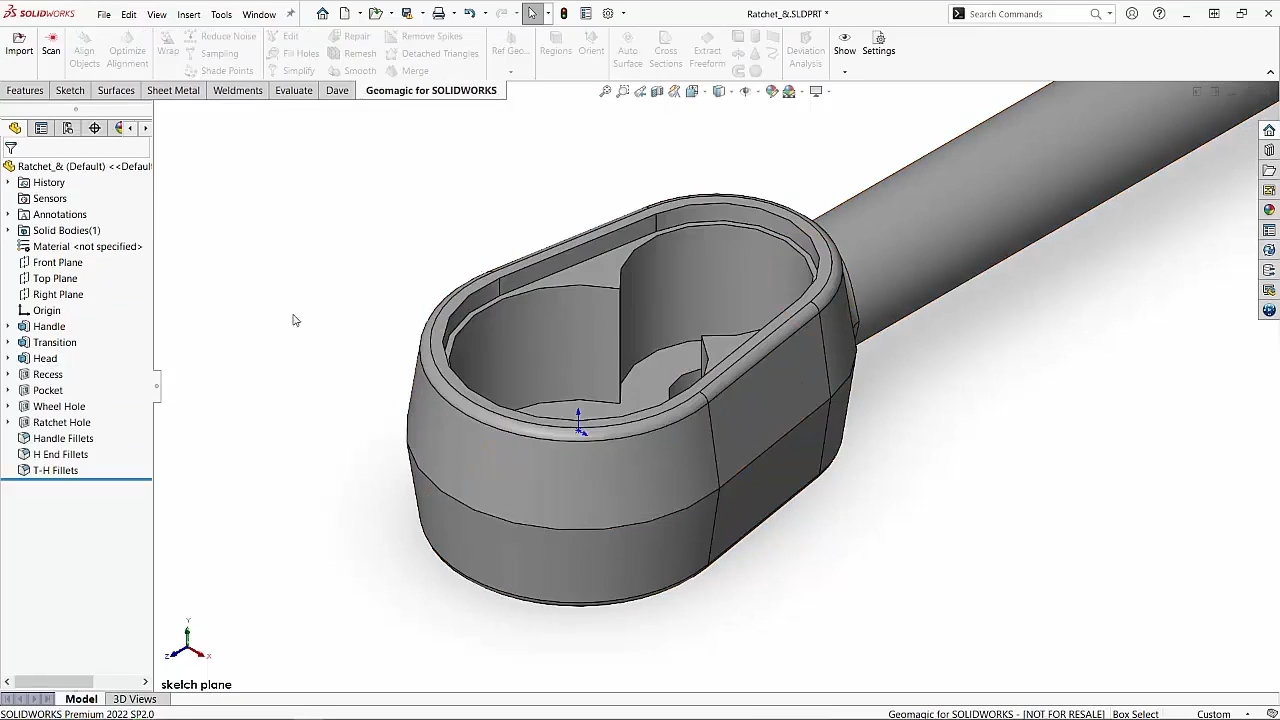 SOLIDWORKS File Edit View Insert Tools Window Ratchet_&.SLDPRT * Search Commands
Import Scan Align Objects Optimize Alignment Wrap Reduce Noise Sampling Shade Points Edit Fill Holes Simplify Repair Remesh Smooth Remove Spikes Detached Triangles Merge Ref Geo... Regions Orient Auto Surface Cross Sections Extract Freeform Deviation Analysis Show Settings
Features Sketch Surfaces Sheet Metal Weldments Evaluate Dave Geomagic for SOLIDWORKS
Ratchet_& (Default) <<Defaul
History
Sensors
Annotations
Solid Bodies(1)
Material <not specified>
Front Plane
Top Plane
Right Plane
Origin
Handle
Transition
Head
Recess
Pocket
Wheel Hole
Ratchet Hole
Handle Fillets
H End Fillets
T-H Fillets
Y
Z X
skelch plane
Model 3D Views
SOLIDWORKS Premium 2022 SP2.0 Geomagic for SOLIDWORKS - [NOT FOR RESALE] Box Select Custom